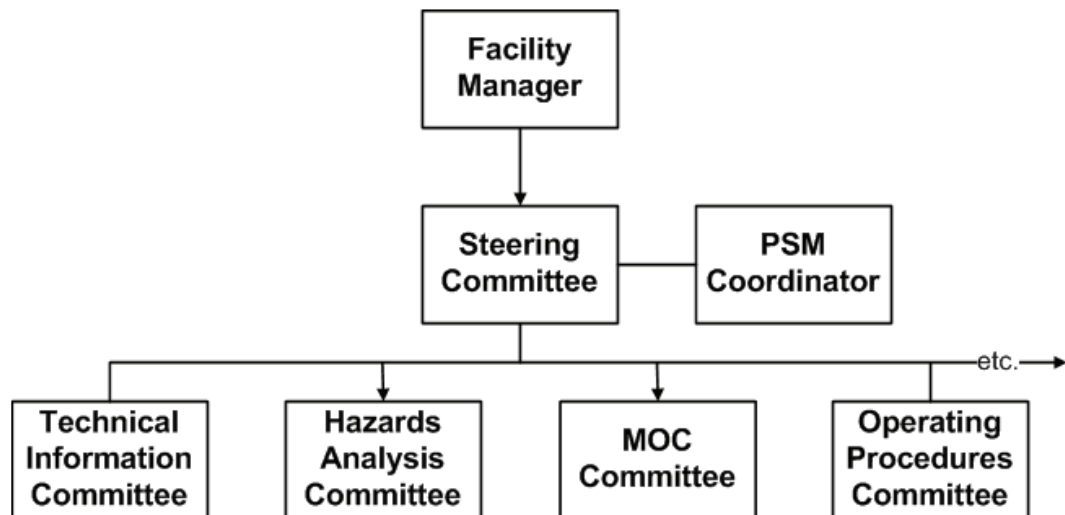 Facility
Manager
Steering
Committee
PSM
Coordinator
etc.
Technical
Information
Committee
Hazards
Analysis
Committee
MOC
Committee
Operating
Procedures
Committee